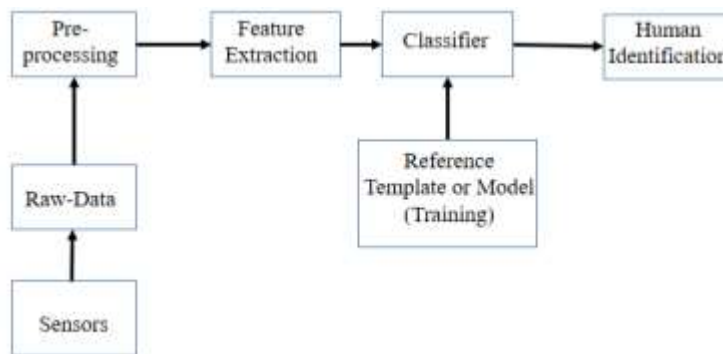 Pre-
processing
Feature
Extraction
Classifier
Human
Identification
Raw-Data
Reference
Template or Model
(Training)
Sensors